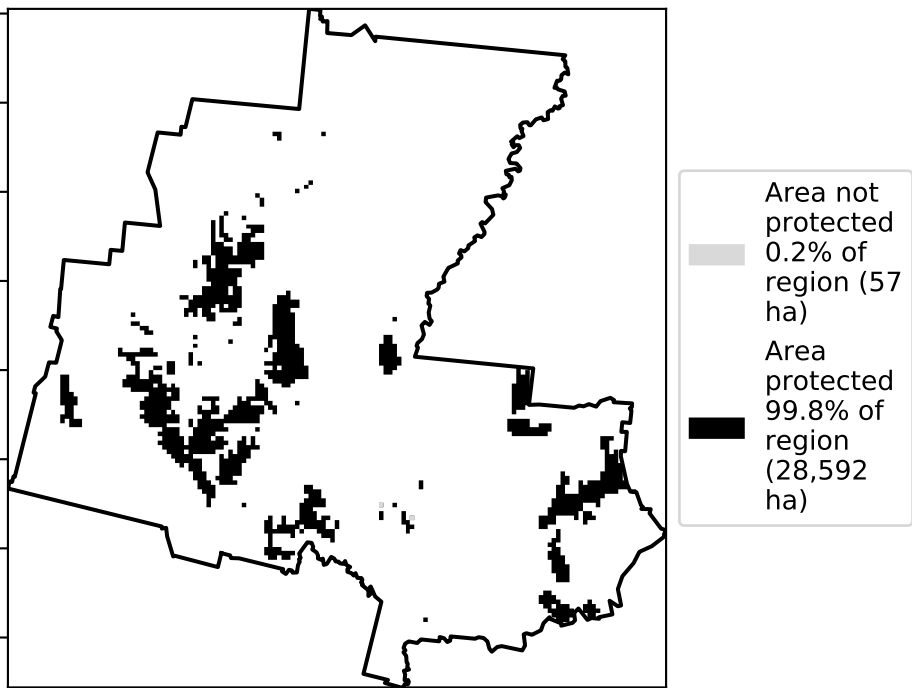 Area not
protected
0.2% of
region (57
ha)
Area
protected
99.8% of
region
(28,592
ha)